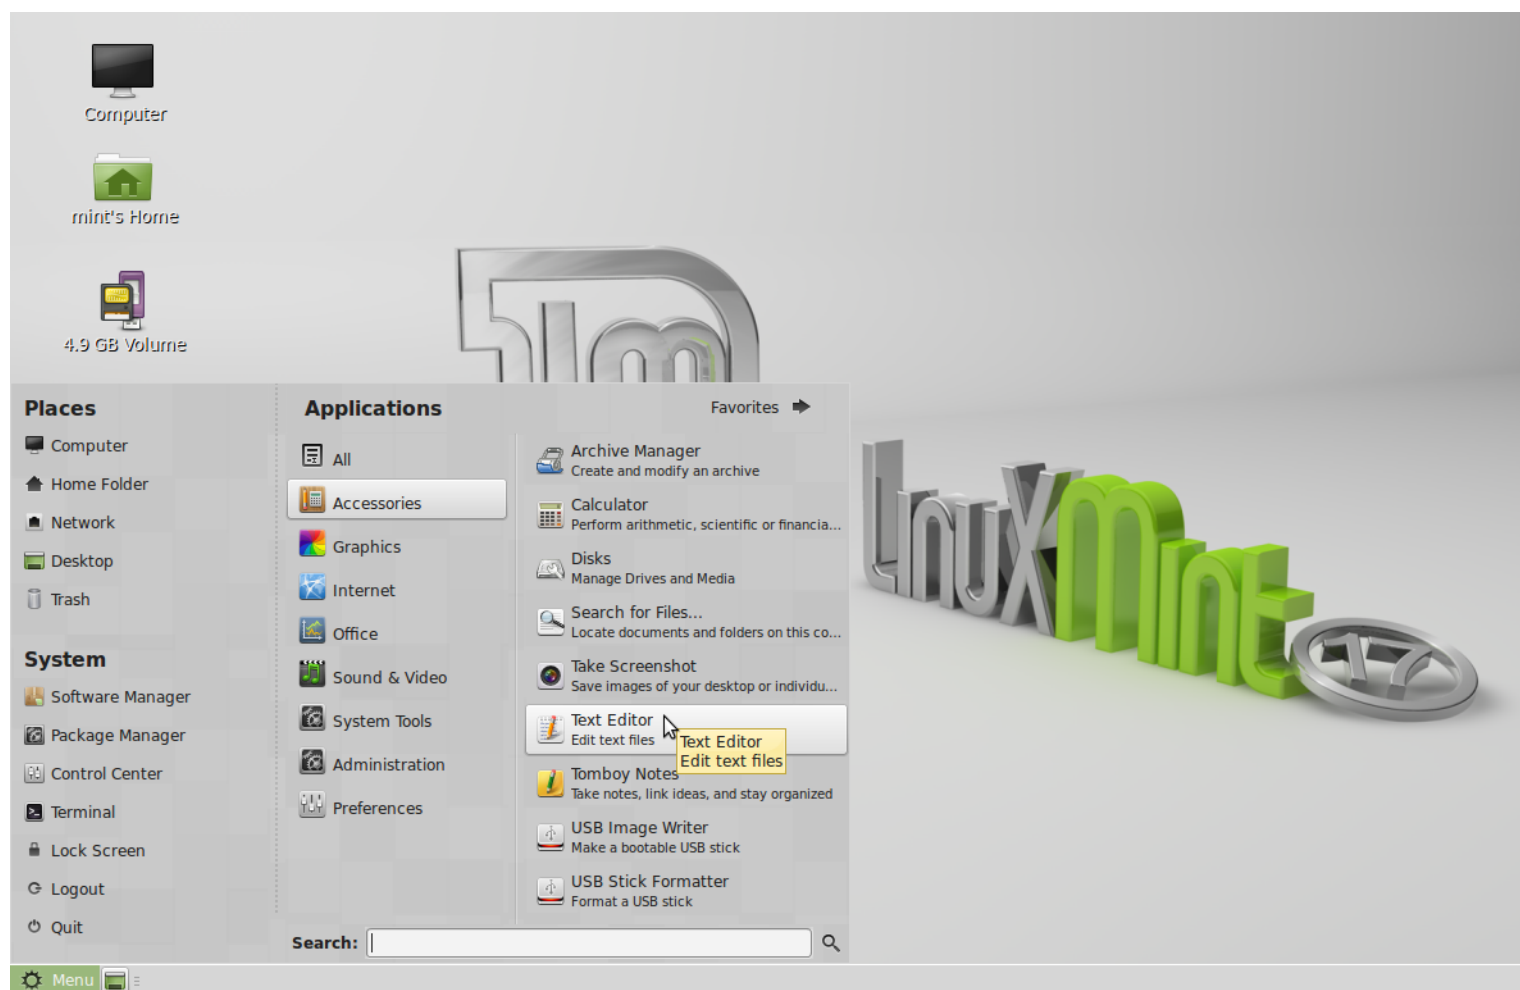 Computer
mint's Home
4.9 GB Volume
Places
Computer
Home Folder
Network
Desktop
Trash
System
Software Manager
Package Manager
Control Center
Terminal
Lock Screen
Logout
Quit
Applications
Favorites
All
Accessories
Graphics
Internet
Office
Sound & Video
System Tools
Administration
Preferences
Archive Manager
Create and modify an archive
Calculator
Perform arithmetic, scientific or financia...
Disks
Manage Drives and Media
Search for Files...
Locate documents and folders on this co...
Take Screenshot
Save images of your desktop or individu...
Text Editor
Edit text files
Text Editor
Edit text files
Tomboy Notes
Take notes, link ideas, and stay organized
USB Image Writer
Make a bootable USB stick
USB Stick Formatter
Format a USB stick
Search:
Menu
LinuxMint 17